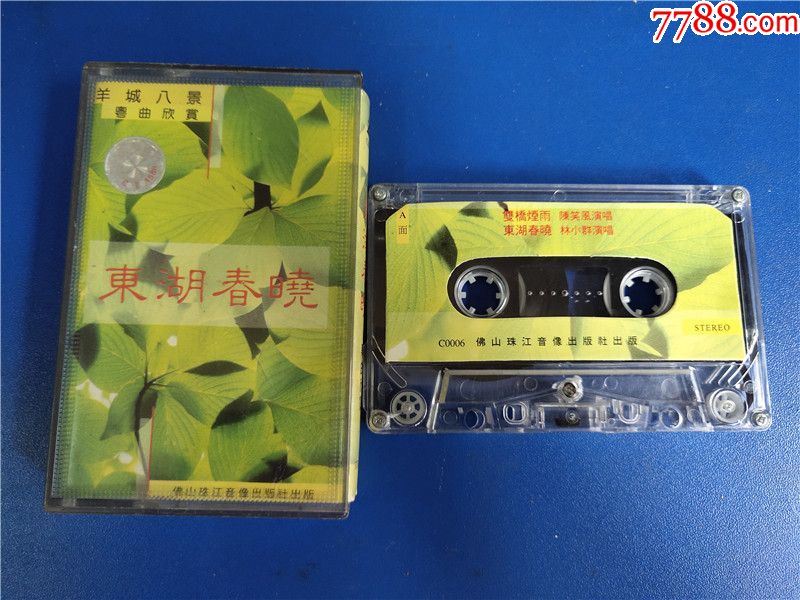 7788.com
羊城八景
粤曲欣賞
東湖春曉
佛山珠江音像出版社出版
A
面
雙橋煙雨 陳笑風演唱
東湖春曉 林小群演唱
STEREO
C0006 佛山珠江音像出版社出版